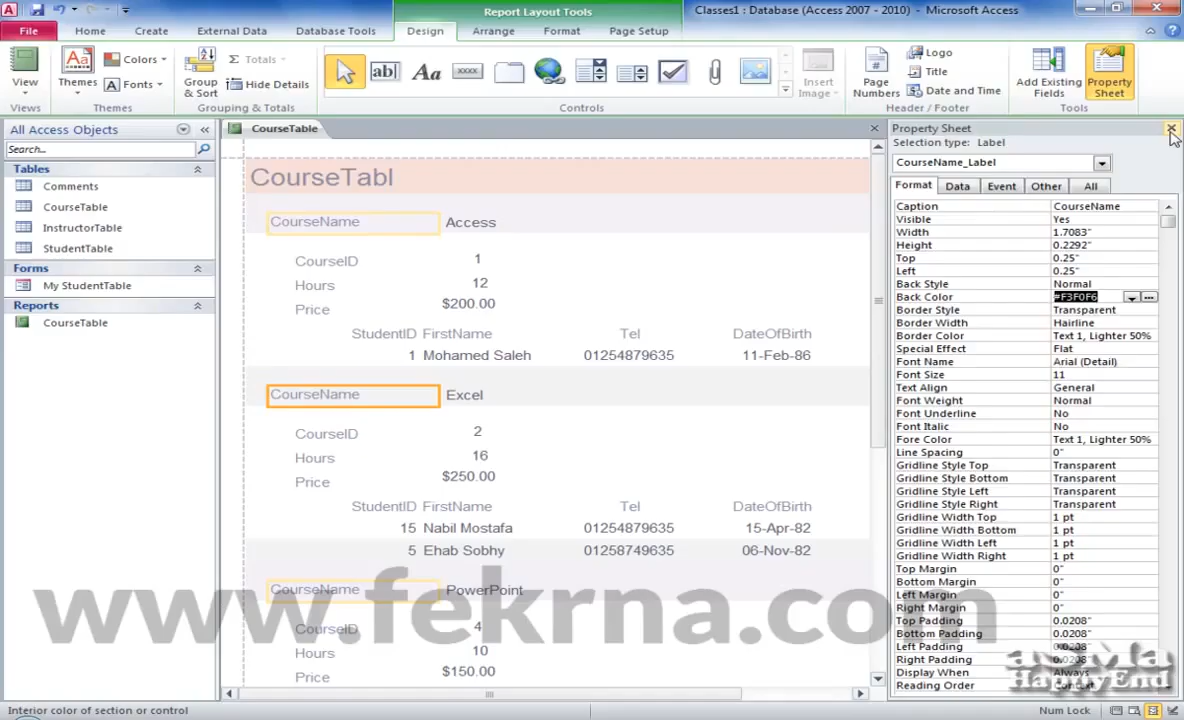 Report Layout Tools
Classes1 : Database (Access 2007 - 2010) - Microsoft Access
File Home Create External Data Database Tools Design Arrange Format Page Setup
View Themes Colors Fonts Group & Sort Σ Totals Hide Details ab| Aa xxxx Insert Image Page Numbers Logo Title Date and Time Add Existing Fields Property Sheet
Views Themes Grouping & Totals Controls Header / Footer Tools
All Access Objects
Search...
Tables
Comments
CourseTable
InstructorTable
StudentTable
Forms
My StudentTable
Reports
CourseTable
CourseTable
CourseTabl
CourseName Access
CourseID 1
Hours 12
Price $200.00
StudentID FirstName Tel DateOfBirth
1 Mohamed Saleh 01254879635 11-Feb-86
CourseName Excel
CourseID 2
Hours 16
Price $250.00
StudentID FirstName Tel DateOfBirth
15 Nabil Mostafa 01254879635 15-Apr-82
5 Ehab Sobhy 01258749635 06-Nov-82
CourseName PowerPoint
CourseID 4
Hours 10
Price $150.00
www.fekrna.com
Property Sheet
Selection type: Label
CourseName_Label
Format Data Event Other All
Caption CourseName
Visible Yes
Width 1.7083"
Height 0.2292"
Top 0.25"
Left 0.25"
Back Style Normal
Back Color #F3F0F6
Border Style Transparent
Border Width Hairline
Border Color Text 1, Lighter 50%
Special Effect Flat
Font Name Arial (Detail)
Font Size 11
Text Align General
Font Weight Normal
Font Underline No
Font Italic No
Fore Color Text 1, Lighter 50%
Line Spacing 0"
Gridline Style Top Transparent
Gridline Style Bottom Transparent
Gridline Style Left Transparent
Gridline Style Right Transparent
Gridline Width Top 1 pt
Gridline Width Bottom 1 pt
Gridline Width Left 1 pt
Gridline Width Right 1 pt
Top Margin 0"
Bottom Margin 0"
Left Margin 0"
Right Margin 0"
Top Padding 0.0208"
Bottom Padding 0.0208"
Left Padding 0.0208"
Right Padding 0.0208"
Display When Always
Reading Order
HappyEnd
Interior color of section or control
Num Lock